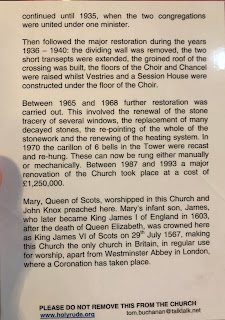 continued until 1935, when the two congregations
were united under one minister.
Then followed the major restoration during the years
1936 – 1940: the dividing wall was removed, the two
short transepts were extended, the groined roof of the
crossing was built, the floors of the Choir and Chancel
were raised whilst Vestries and a Session House were
constructed under the floor of the Choir.
Between 1965 and 1968 further restoration was
carried out. This involved the renewal of the stone
tracery of several windows, the replacement of many
decayed stones, the re-pointing of the whole of the
stonework and the renewing of the heating system. In
1970 the carillon of 6 bells in the Tower were recast
and re-hung. These can now be rung either manually
or mechanically. Between 1987 and 1993 a major
renovation of the Church took place at a cost of
£1,250,000.
Mary, Queen of Scots, worshipped in this Church and
John Knox preached here. Mary's infant son, James,
who later became King James I of England in 1603,
after the death of Queen Elizabeth, was crowned here
as King James VI of Scots on 29th July 1567, making
this Church the only church in Britain, in regular use
for worship, apart from Westminster Abbey in London,
where a Coronation has taken place.
PLEASE DO NOT REMOVE THIS FROM THE CHURCH
www.holyrude.org tom.buchanan@talktalk.net